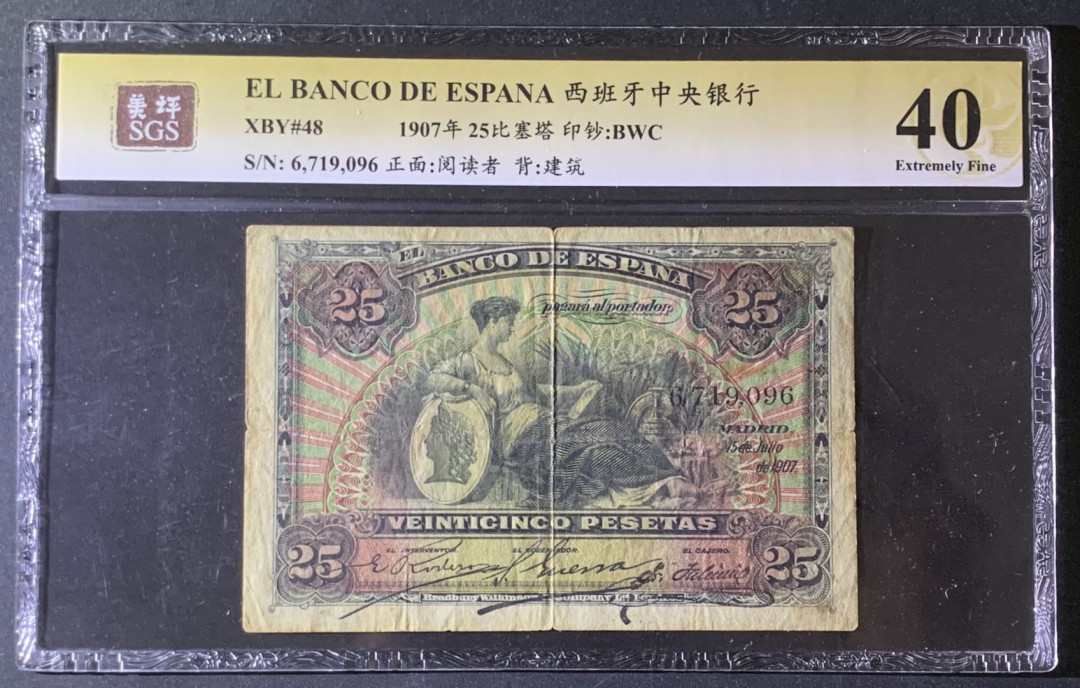 EL BANCO DE ESPANA 西班牙中央银行
美评
SGS
XBY#48 1907年 25比塞塔 印钞:BWC
40
S/N: 6,719,096 正面:阅读者 背:建筑
Extremely Fine
EL
BANCO DE ESPAÑA
25 25
pagará al portador
6,719,096
MADRID
15 de Julio
de 1907.
VEINTICINCO PESETAS
EL INTERVENTOR. EL GOBERNADOR. EL CAJERO.
25 25
Bradbury Wilkinson Company